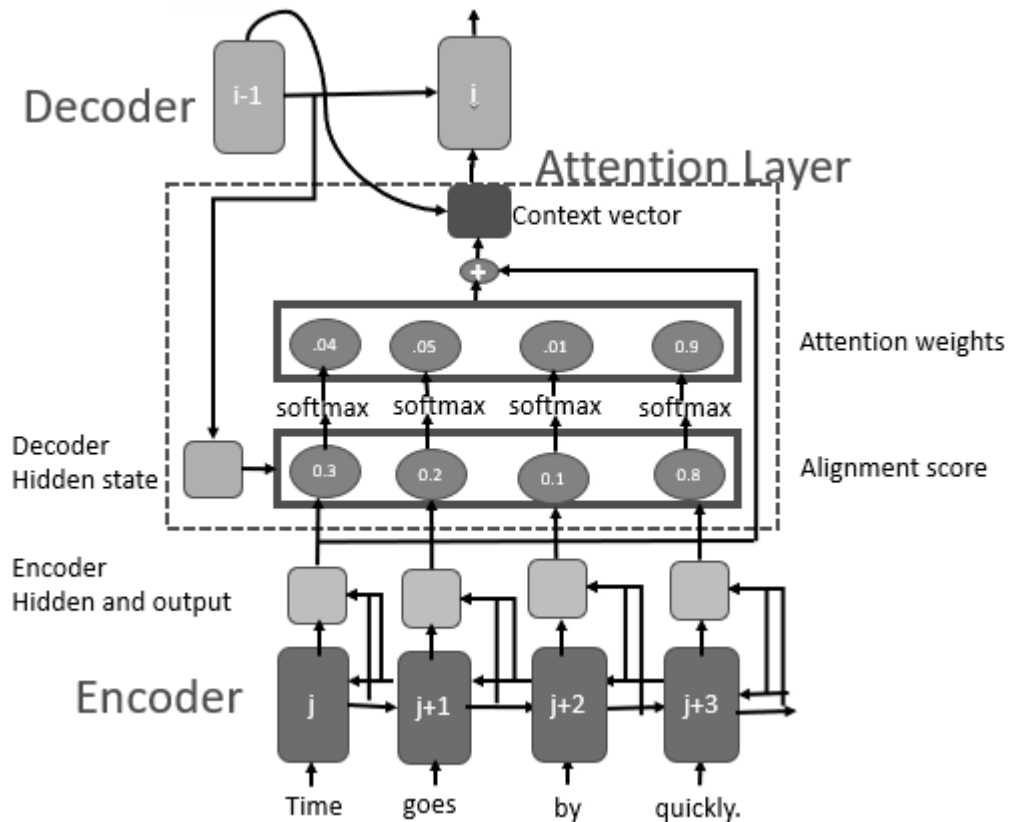 i-1
i
Decoder
Attention Layer
Context vector
+
.04
.05
.01
0.9
Attention weights
softmax
softmax
softmax
softmax
Decoder
Hidden state
0.3
0.2
0.1
0.8
Alignment score
Encoder
Hidden and output
Encoder
j
j+1
j+2
j+3
Time
goes
by
quickly.